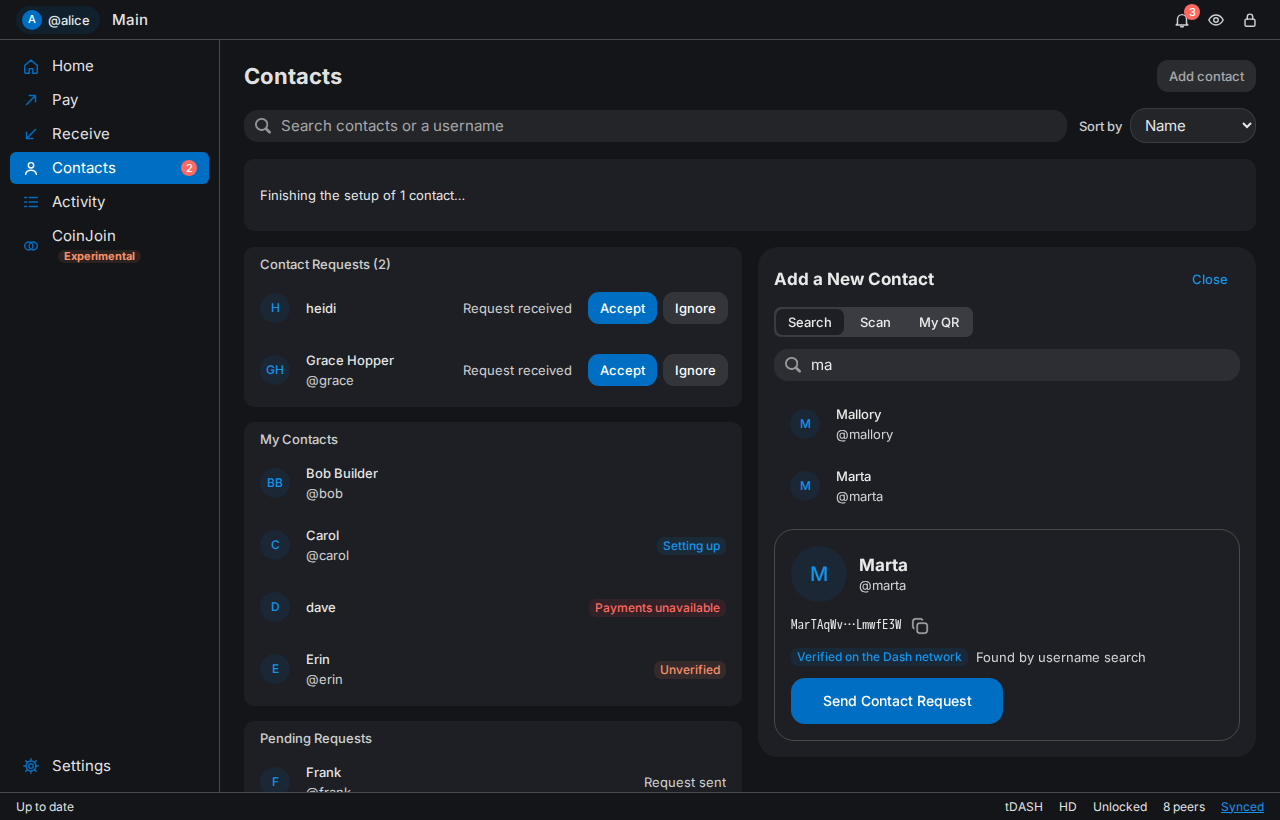 A @alice Main 3
Home
Pay
Receive
Contacts 2
Activity
CoinJoin
Experimental
Settings
Contacts Add contact
Search contacts or a username Sort by Name
Finishing the setup of 1 contact...
Contact Requests (2)
H heidi Request received Accept Ignore
GH Grace Hopper
@grace Request received Accept Ignore
My Contacts
BB Bob Builder
@bob
C Carol
@carol Setting up
D dave Payments unavailable
E Erin
@erin Unverified
Pending Requests
F Frank
@frank Request sent
Add a New Contact Close
Search Scan My QR
ma
M Mallory
@mallory
M Marta
@marta
M Marta
@marta
MarTAqWv···LmwfE3W
Verified on the Dash network Found by username search
Send Contact Request
Up to date tDASH HD Unlocked 8 peers Synced